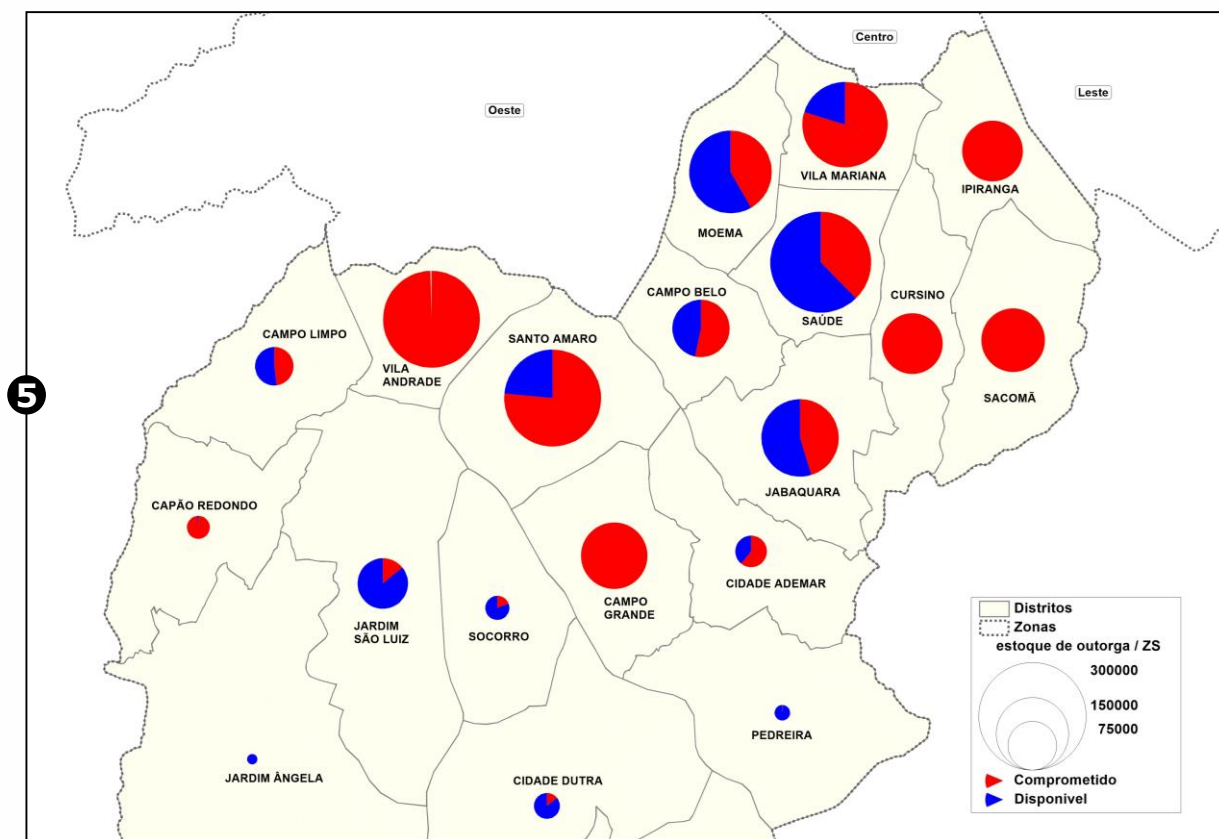 5
Centro
Oeste
Leste
VILA MARIANA
IPIRANGA
MOEMA
CAMPO BELO
SAÚDE
CURSINO
SACOMÃ
CAMPO LIMPO
VILA
ANDRADE
SANTO AMARO
JABAQUARA
CAPÃO REDONDO
CAMPO
GRANDE
CIDADE ADEMAR
JARDIM
SÃO LUIZ
SOCORRO
PEDREIRA
JARDIM ÂNGELA
CIDADE DUTRA
Distritos
Zonas
estoque de outorga / ZS
300000
150000
75000
Comprometido
Disponivel